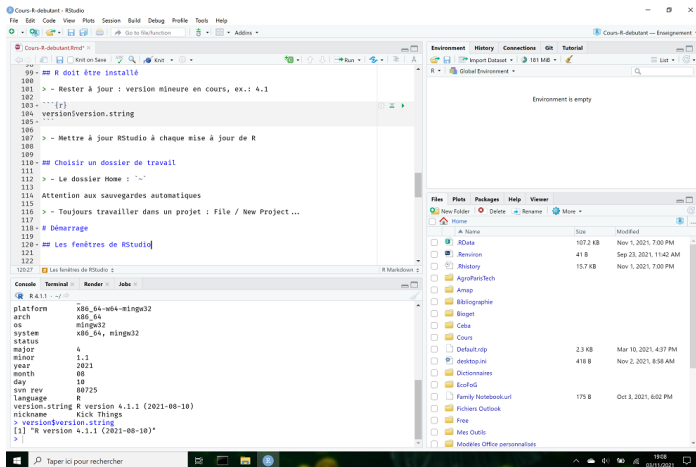 Cours-R-debutant - RStudio
File Edit Code View Plots Session Build Debug Profile Tools Help
Go to file/function
Addins
Cours-R-debutant — Enseignement
Cours-R-debutant.Rmd*
Knit on Save
Knit
Run
99 ## R doit être installé
100
101 > - Rester à jour : version mineure en cours, ex.: 4.1
102
103 ```{r}
104 version$version.string
105 ```
106
107 > - Mettre à jour RStudio à chaque mise à jour de R
108
109
110 ## Choisir un dossier de travail
111
112 > - Le dossier Home : `~`
113
114 Attention aux sauvegardes automatiques
115
116 > - Toujours travailler dans un projet : File / New Project...
117
118 # Démarrage
119
120 ## Les fenêtres de RStudio
121
122
120:27 Les fenêtres de RStudio
R Markdown
Console Terminal Render Jobs
R 4.1.1 · ~/
platform x86_64-w64-mingw32
arch x86_64
os mingw32
system x86_64, mingw32
status
major 4
minor 1.1
year 2021
month 08
day 10
svn rev 80725
language R
version.string R version 4.1.1 (2021-08-10)
nickname Kick Things
> version$version.string
[1] "R version 4.1.1 (2021-08-10)"
>
Environment History Connections Git Tutorial
Import Dataset 181 MiB
List
R Global Environment
Environment is empty
Files Plots Packages Help Viewer
New Folder Delete Rename More
Home
Name Size Modified
.RData 107.2 KB Nov 1, 2021, 7:00 PM
.Renviron 41 B Sep 23, 2021, 11:42 AM
.Rhistory 15.7 KB Nov 1, 2021, 7:00 PM
AgroParisTech
Amap
Bibliographie
Bioget
Ceba
Cours
Default.rdp 2.3 KB Mar 10, 2021, 4:37 PM
desktop.ini 418 B Nov 2, 2021, 8:58 AM
Dictionnaires
EcoFoG
Family Notebook.url 175 B Oct 3, 2021, 6:02 PM
Fichiers Outlook
Free
Mes Outils
Modèles Office personnalisés
Taper ici pour rechercher
19:08
03/11/2021